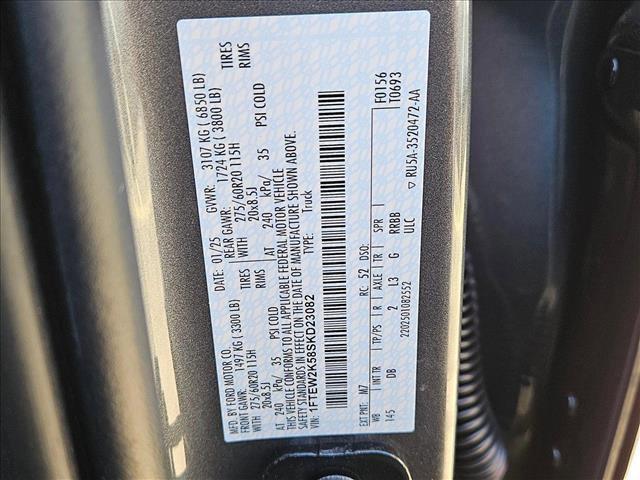 MFD. BY FORD MOTOR CO. DATE: 01/25 GVWR: 3107 KG ( 6850 LB)
FRONT GAWR: 1497 KG (3300 LB) REAR GAWR: 1724 KG ( 3800 LB)
WITH 275/60R20 115H TIRES WITH 275/60R20 115H TIRES
20x8.5J RIMS 20x8.5J RIMS
AT 240 kPa/ 35 PSI COLD AT 240 kPa/ 35 PSI COLD
THIS VEHICLE CONFORMS TO ALL APPLICABLE FEDERAL MOTOR VEHICLE
SAFETY STANDARDS IN EFFECT ON THE DATE OF MANUFACTURE SHOWN ABOVE.
VIN: 1FTEW2K58SKD23082 TYPE: Truck
F0156
T0693
EXT PNT: M7 RC: 52 DSO:
WB INT TR TP/PS R AXLE TR SPR
145 DB 2 L3 G RRBB
ULC
2202501082552
▽ RU5A-3520472-AA